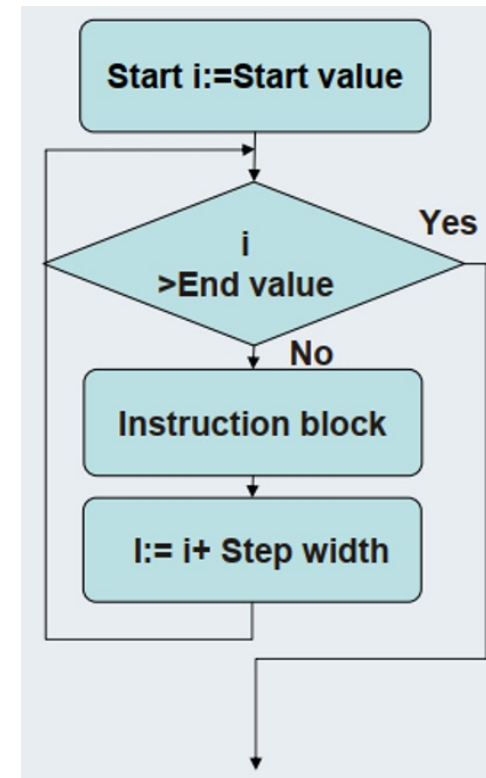 Start i:=Start value
i
>End value
Yes
No
Instruction block
I:= i+ Step width